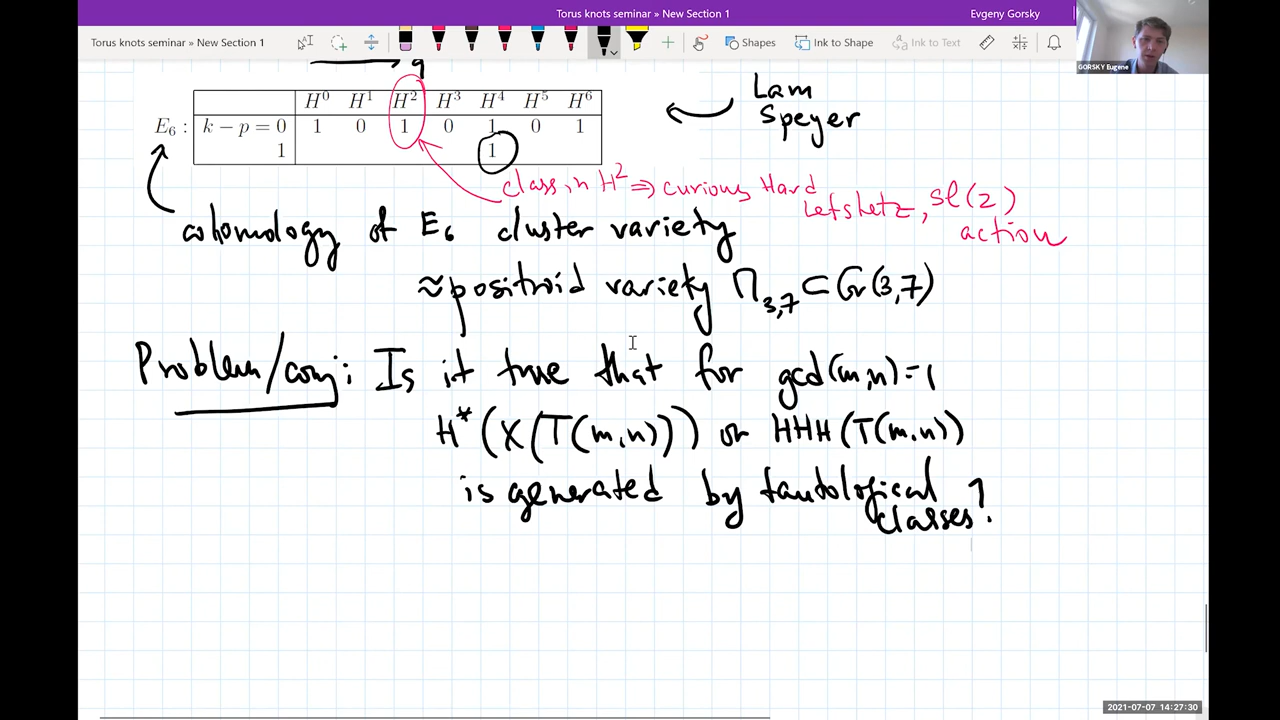 Torus knots seminar » New Section 1
Evgeny Gorsky
Torus knots seminar » New Section 1
Shapes
Ink to Shape
Ink to Text
GORSKY Eugene
q
H^0 H^1 H^2 H^3 H^4 H^5 H^6
E_6 : k − p = 0 1 0 1 0 1 0 1
1 1
Lam
Speyer
class in H^2 ⇒ curious Hard
Lefshetz, sl(2)
action
cohomology of E_6 cluster variety
≈ positroid variety Π_{3,7} ⊂ Gr(3,7)
Problem/conj: Is it true that for gcd(m,n)=1
H^*(X(T(m,n))) or HHH(T(m,n))
is generated by tautological
classes?
2021-07-07 14:27:30